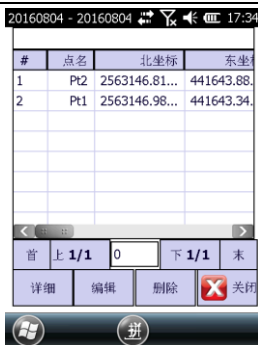 20160804 - 20160804 17:34
# 点名 北坐标 东坐标
1 Pt2 2563146.81... 441643.88.
2 Pt1 2563146.98... 441643.34.
首 上 1/1 0 下 1/1 末
详细 编辑 删除 关闭
拼